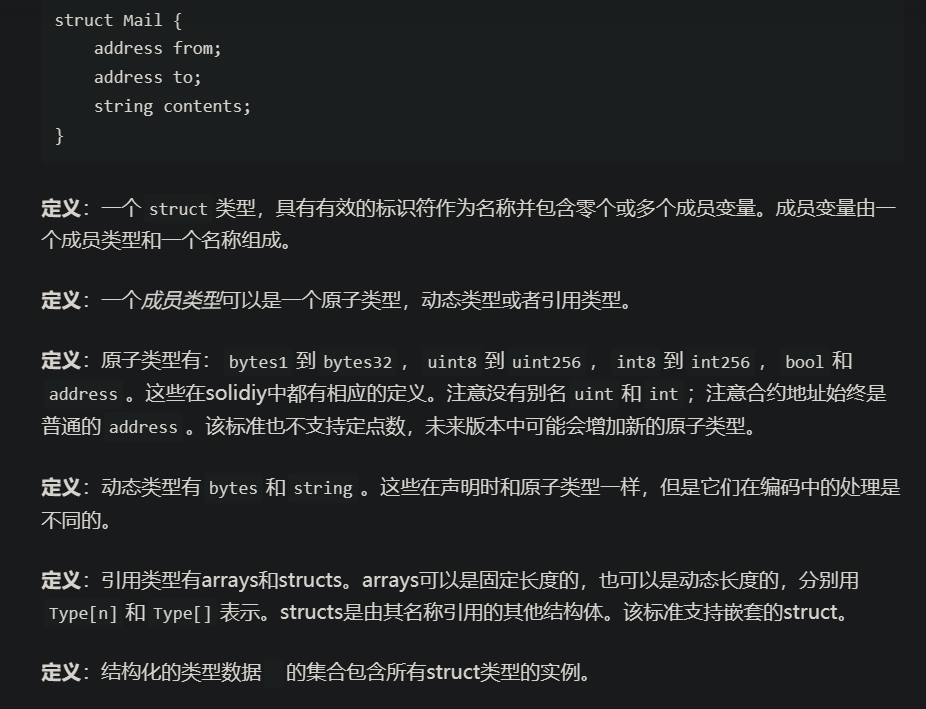 struct Mail {
    address from;
    address to;
    string contents;
}
定义：一个 struct 类型，具有有效的标识符作为名称并包含零个或多个成员变量。成员变量由一
个成员类型和一个名称组成。
定义：一个成员类型可以是一个原子类型，动态类型或者引用类型。
定义：原子类型有： bytes1 到 bytes32 ， uint8 到 uint256 ， int8 到 int256 ， bool 和
address 。这些在solidiy中都有相应的定义。注意没有别名 uint 和 int ；注意合约地址始终是
普通的 address 。该标准也不支持定点数，未来版本中可能会增加新的原子类型。
定义：动态类型有 bytes 和 string 。这些在声明时和原子类型一样，但是它们在编码中的处理是
不同的。
定义：引用类型有arrays和structs。arrays可以是固定长度的，也可以是动态长度的，分别用
Type[n] 和 Type[] 表示。structs是由其名称引用的其他结构体。该标准支持嵌套的struct。
定义：结构化的类型数据 的集合包含所有struct类型的实例。